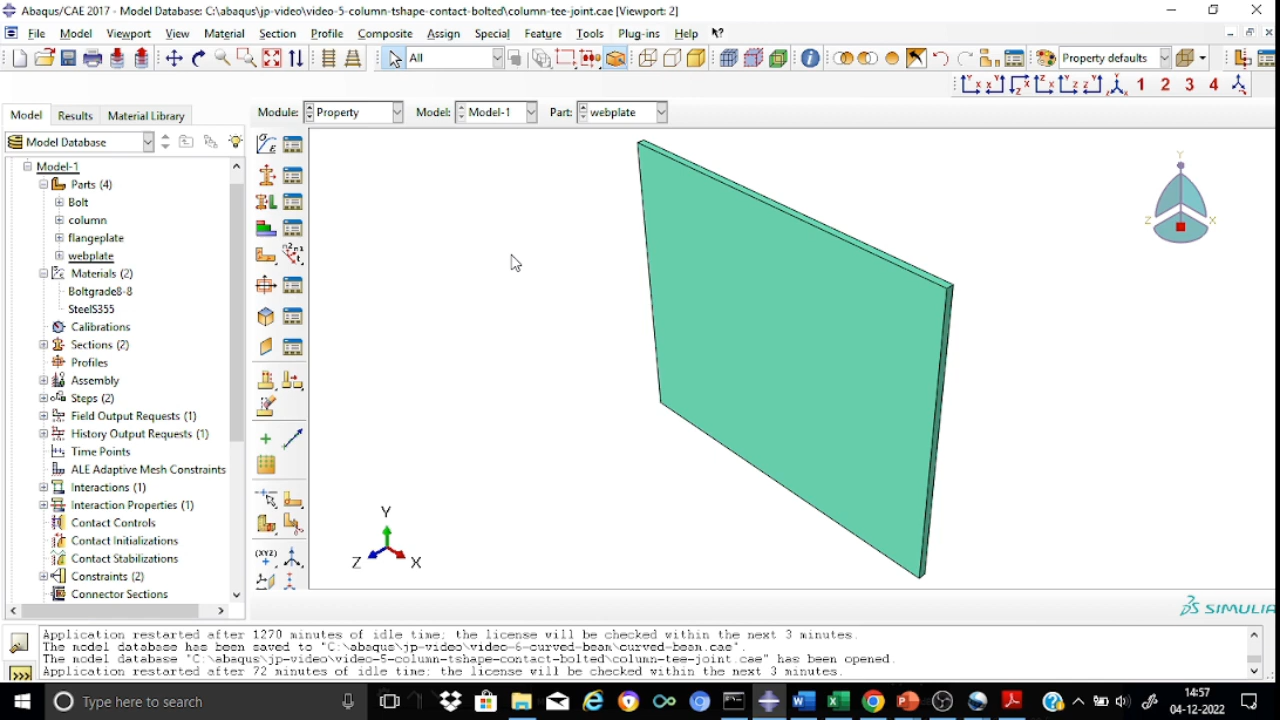 Abaqus/CAE 2017 - Model Database: C:\abaqus\jp-video\video-5-column-tshape-contact-bolted\column-tee-joint.cae [Viewport: 2]
File Model Viewport View Material Section Profile Composite Assign Special Feature Tools Plug-ins Help
All Property defaults
1 2 3 4
Model Results Material Library Module: Property Model: Model-1 Part: webplate
Model Database
Model-1
Parts (4)
Bolt
column
flangeplate
webplate
Materials (2)
Boltgrade8-8
SteelS355
Calibrations
Sections (2)
Profiles
Assembly
Steps (2)
Field Output Requests (1)
History Output Requests (1)
Time Points
ALE Adaptive Mesh Constraints
Interactions (1)
Interaction Properties (1)
Contact Controls
Contact Initializations
Contact Stabilizations
Constraints (2)
Connector Sections
(XYZ)
Y
Z X
Y
Z X
SIMULIA
Application restarted after 1270 minutes of idle time; the license will be checked within the next 3 minutes.
The model database has been saved to "C:\abaqus\jp-video\video-6-curved-beam\curved-beam.cae".
The model database "C:\abaqus\jp-video\video-5-column-tshape-contact-bolted\column-tee-joint.cae" has been opened.
Application restarted after 72 minutes of idle time; the license will be checked within the next 3 minutes.
>>>
Type here to search
14:57
04-12-2022